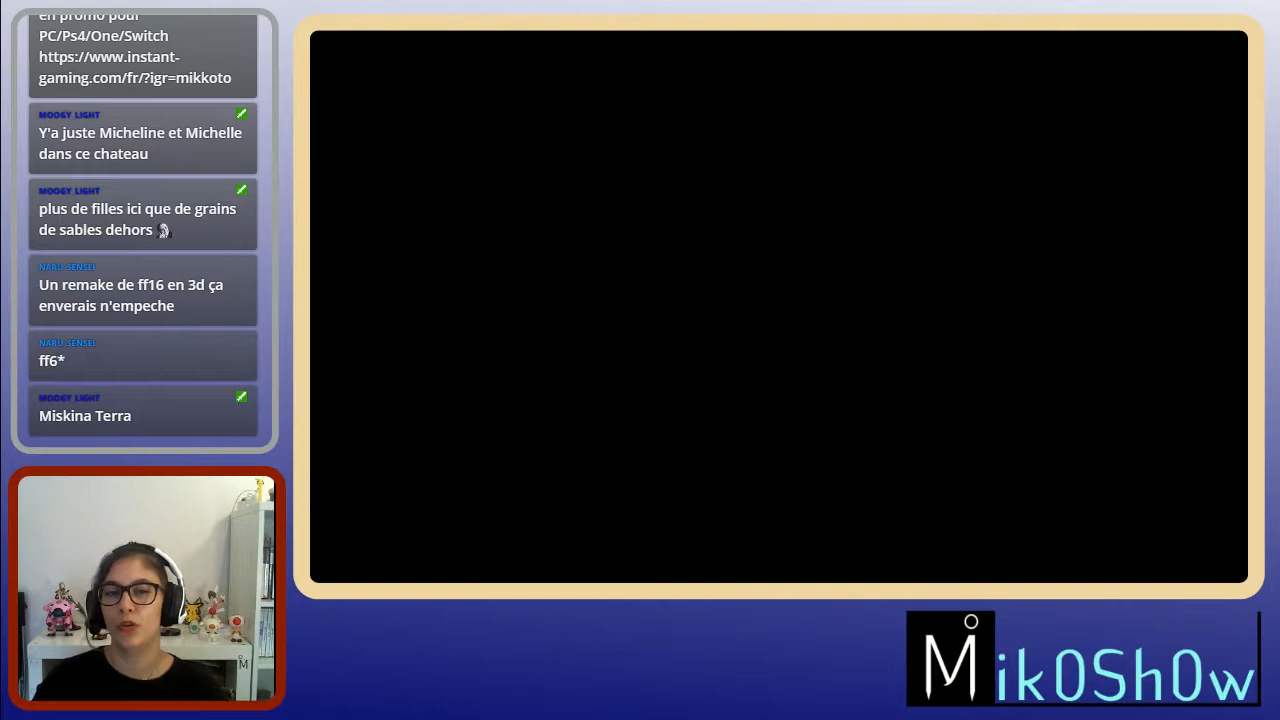 en promo pour
PC/Ps4/One/Switch
https://www.instant-
gaming.com/fr/?igr=mikkoto
MOOGY LIGHT
Y'a juste Micheline et Michelle
dans ce chateau
MOOGY LIGHT
plus de filles ici que de grains
de sables dehors
NARU SENSEI
Un remake de ff16 en 3d ça
enverais n'empeche
NARU SENSEI
ff6*
MOOGY LIGHT
Miskina Terra
MikOShOw